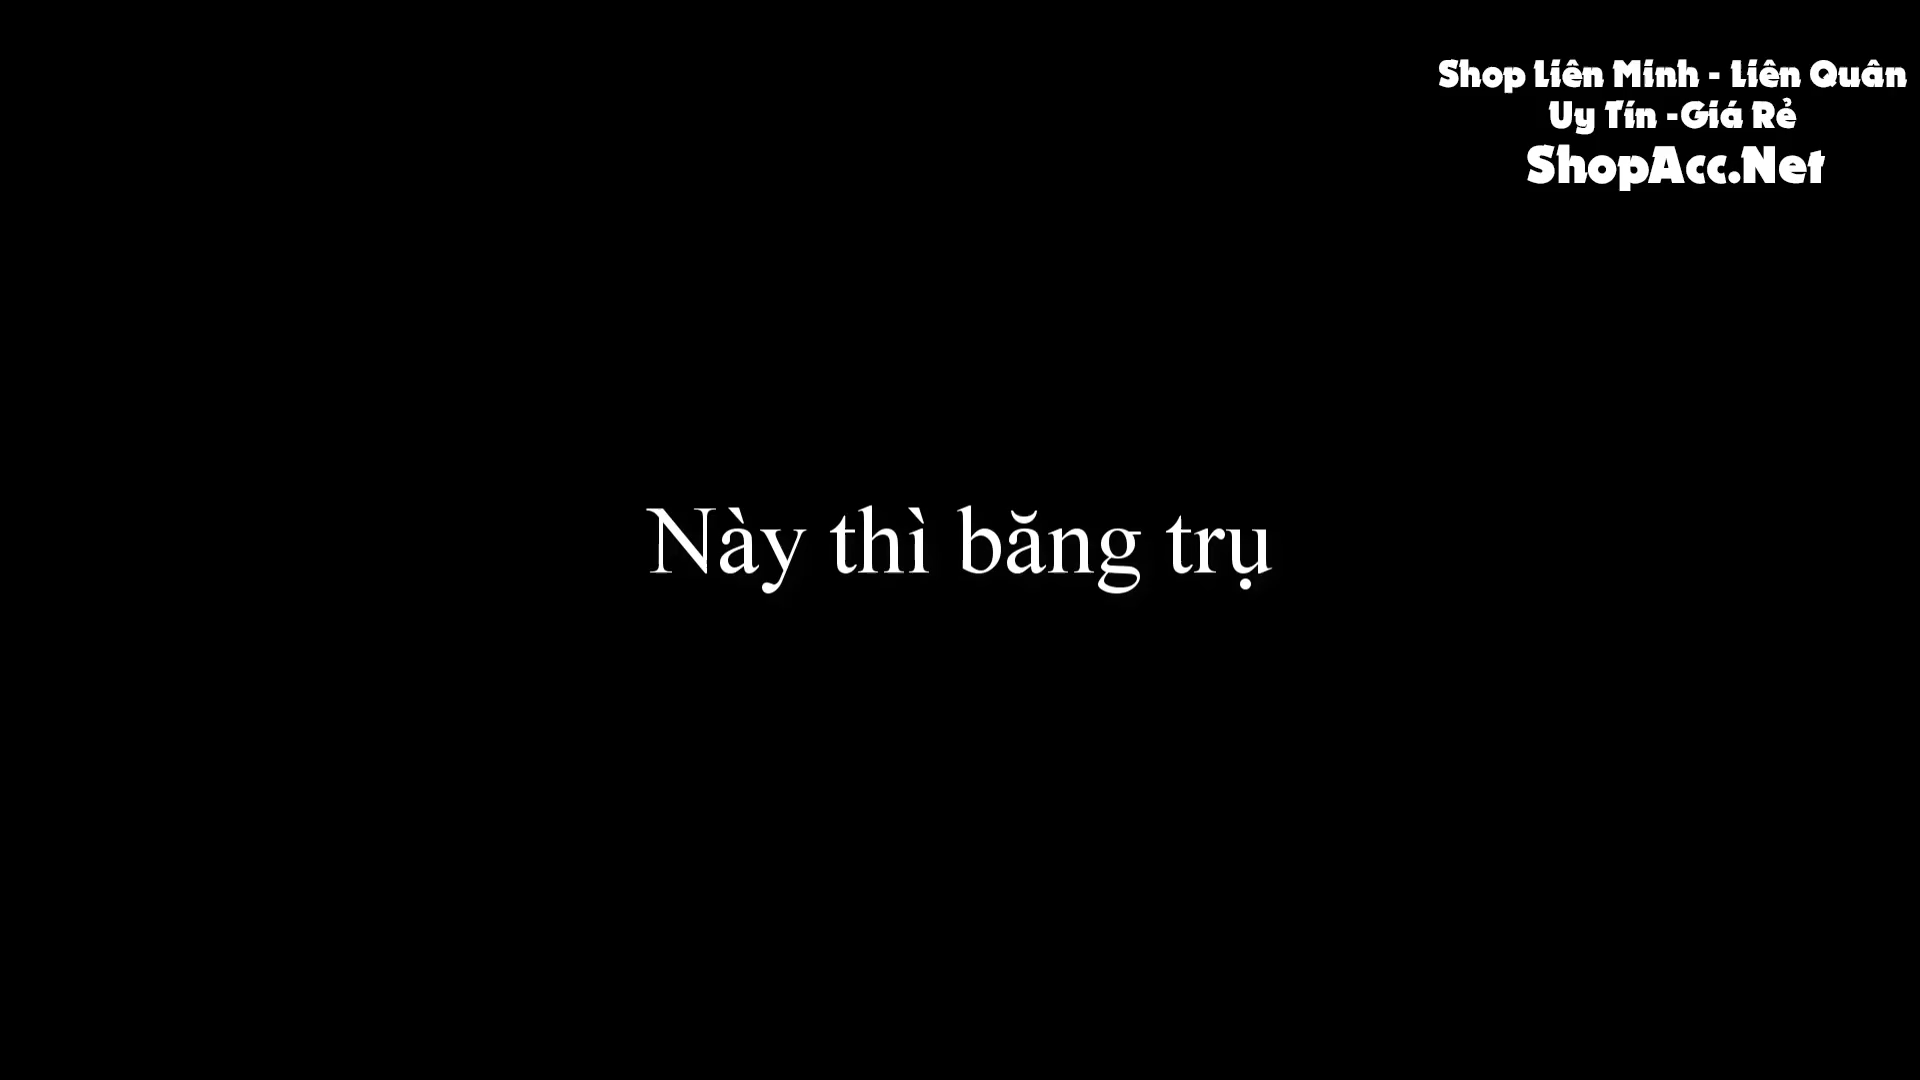 Shop Liên Minh - Liên Quân
Uy Tín -Giá Rẻ
ShopAcc.Net
Này thì băng trụ